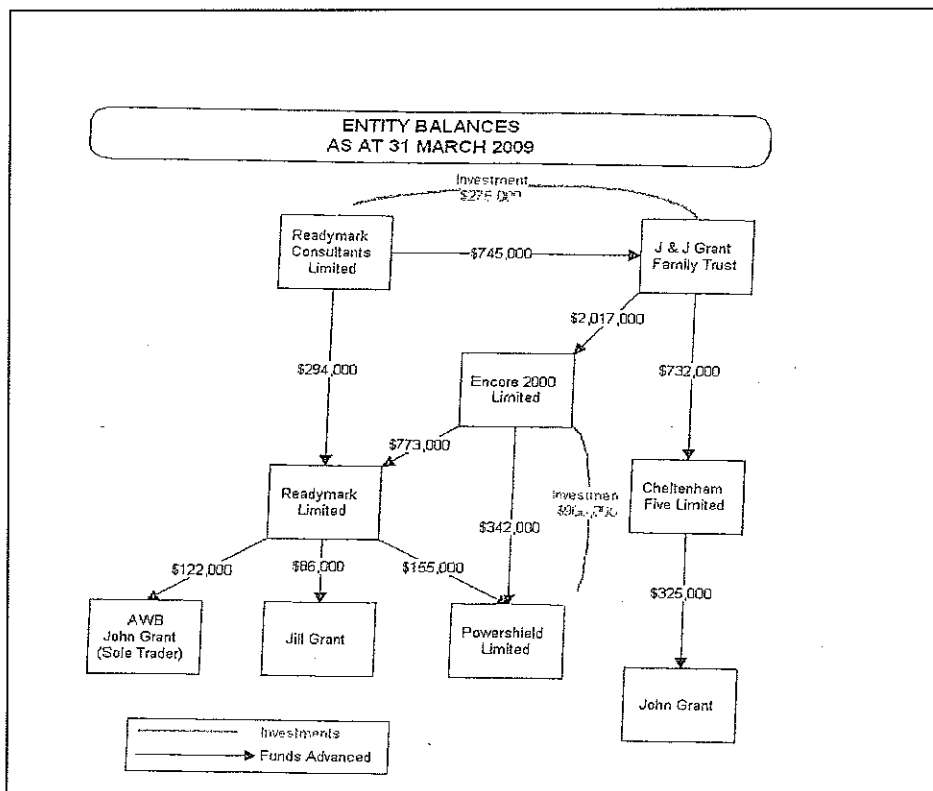 ENTITY BALANCES
AS AT 31 MARCH 2009
Investment
Readymark
Consultants
Limited
$745,000
J & J Grant
Family Trust
$2,017,000
$294,000
$732,000
Encore 2000
Limited
$773,000
Readymark
Limited
Investment
$342,000
Cheltenham
Five Limited
$122,000
$86,000
$155,000
$325,000
AWB
John Grant
(Sole Trader)
Jill Grant
Powershield
Limited
John Grant
Investments
Funds Advanced